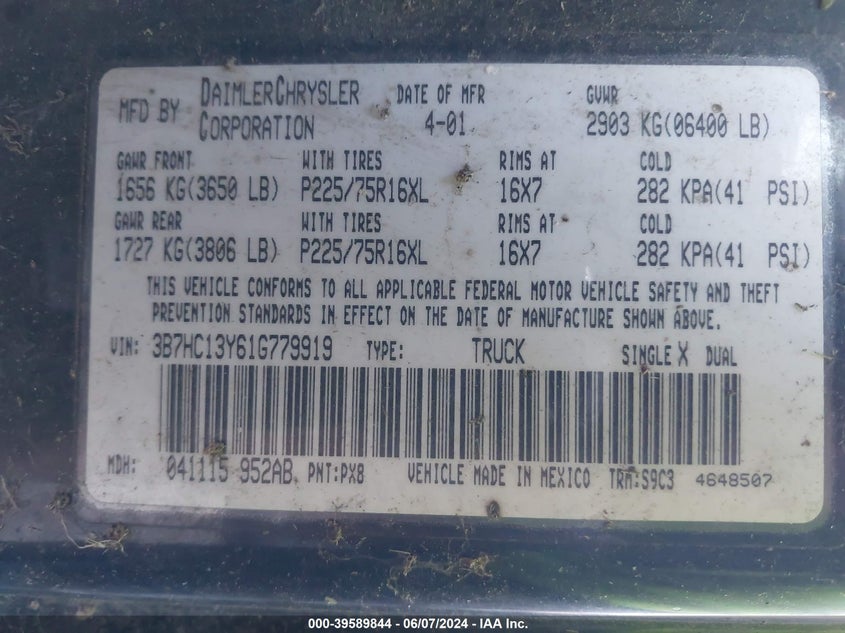 MFD BY DAIMLERCHRYSLER CORPORATION DATE OF MFR 4-01 GVWR 2903 KG(06400 LB)
GAWR FRONT WITH TIRES RIMS AT COLD
1656 KG(3650 LB) P225/75R16XL 16X7 282 KPA(41 PSI)
GAWR REAR WITH TIRES RIMS AT COLD
1727 KG(3806 LB) P225/75R16XL 16X7 282 KPA(41 PSI)
THIS VEHICLE CONFORMS TO ALL APPLICABLE FEDERAL MOTOR VEHICLE SAFETY AND THEFT
PREVENTION STANDARDS IN EFFECT ON THE DATE OF MANUFACTURE SHOWN ABOVE.
VIN: 3B7HC13Y61G779919 TYPE: TRUCK SINGLE X DUAL
MDH: 041115 952AB PNT:PX8 VEHICLE MADE IN MEXICO TRM:S9C3 4648507
000-39589844 — 06/07/2024 - IAA Inc.